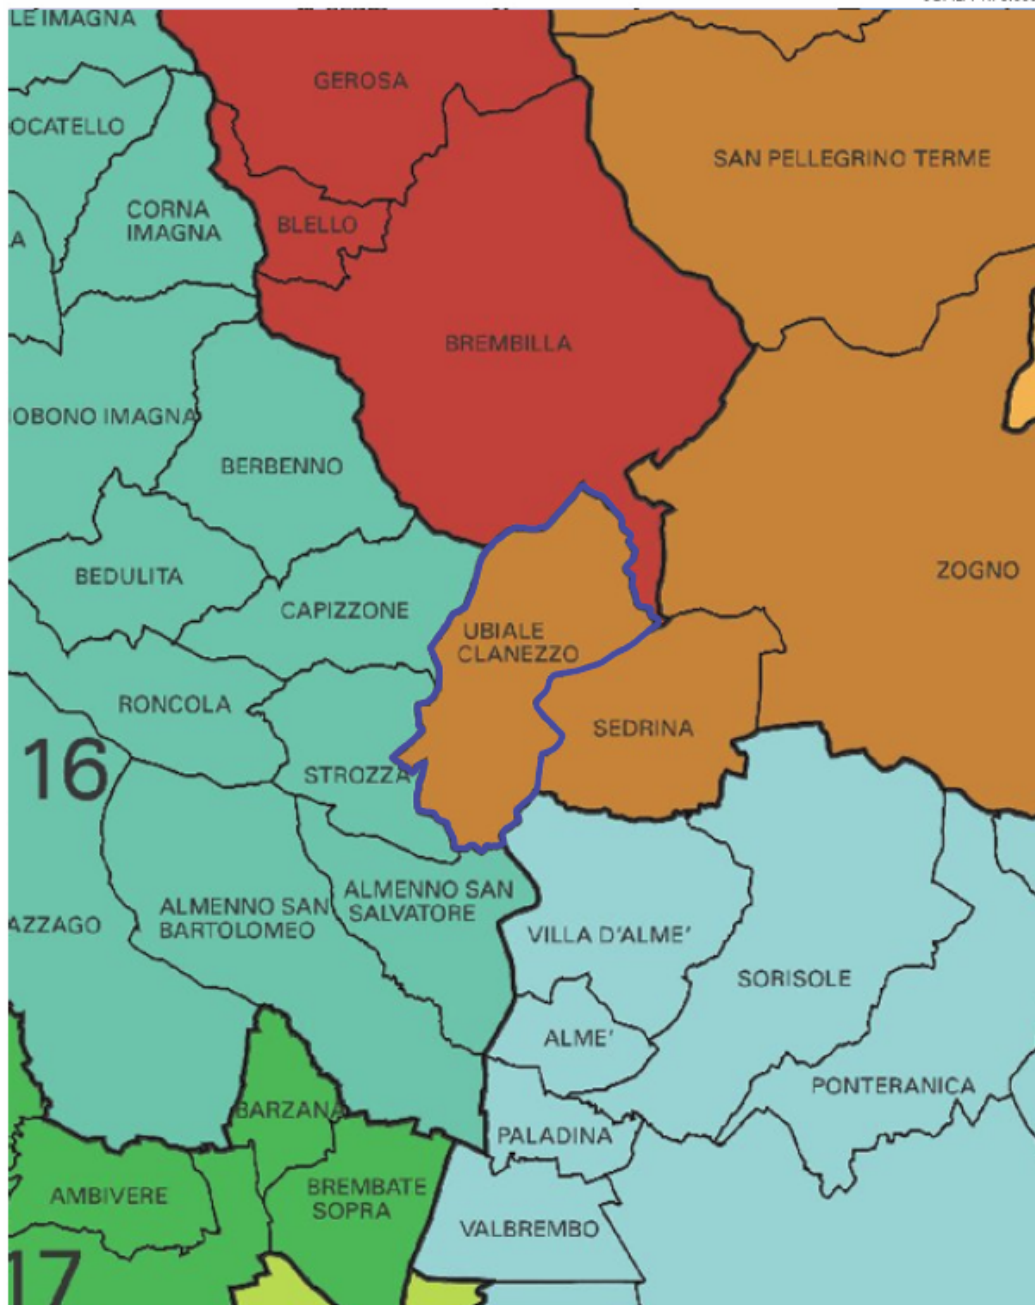 LE IMAGNA
GEROSA
OCATELLO
SAN PELLEGRINO TERME
CORNA
IMAGNA
BLELLO
A
BREMBILLA
IOBONO IMAGNA
BERBENNO
ZOGNO
BEDULITA
CAPIZZONE
UBIALE
CLANEZZO
RONCOLA
SEDRINA
16
STROZZA
ALMENNO SAN
SALVATORE
ALMENNO SAN
BARTOLOMEO
AZZAGO
VILLA D'ALME'
SORISOLE
ALME'
PONTERANICA
BARZANA
PALADINA
AMBIVERE
BREMBATE
SOPRA
VALBREMBO
17